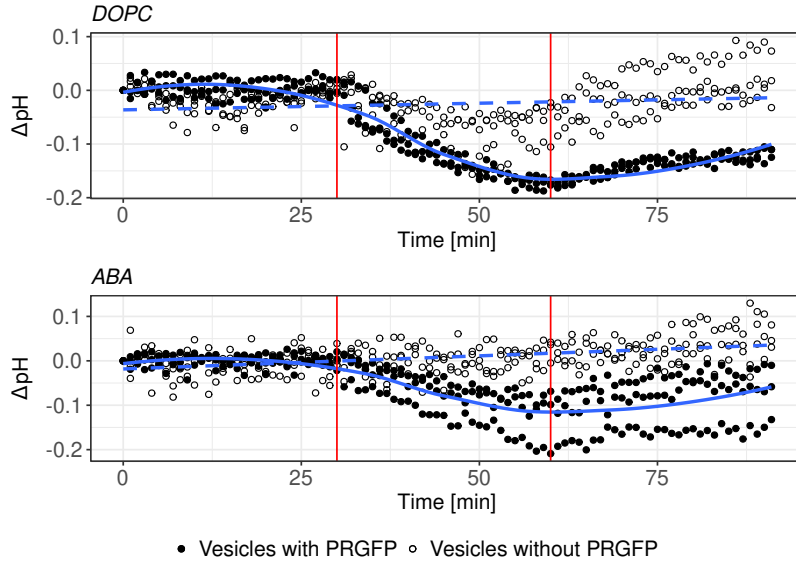 DOPC
0.1
0.0
-0.1
-0.2
ΔpH
0 25 50 75
Time [min]
ABA
0.1
0.0
-0.1
-0.2
ΔpH
0 25 50 75
Time [min]
Vesicles with PRGFP Vesicles without PRGFP